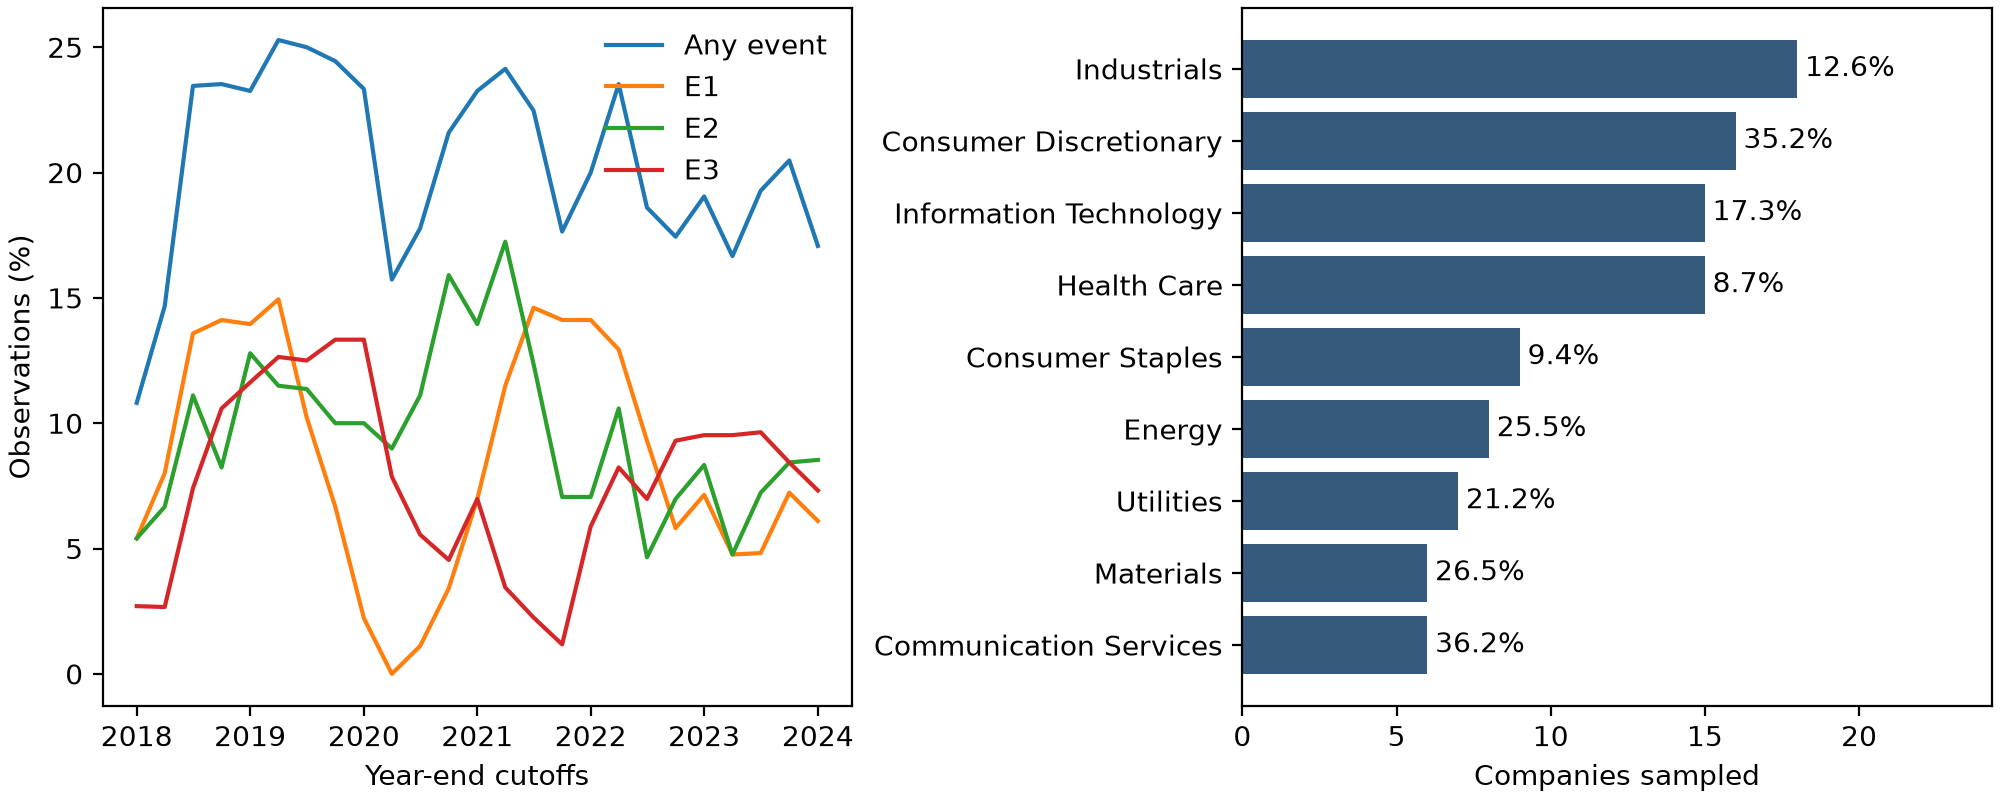 25
20
15
10
5
0
Observations (%)
2018 2019 2020 2021 2022 2023 2024
Year-end cutoffs
Any event
E1
E2
E3
Industrials 12.6%
Consumer Discretionary 35.2%
Information Technology 17.3%
Health Care 8.7%
Consumer Staples 9.4%
Energy 25.5%
Utilities 21.2%
Materials 26.5%
Communication Services 36.2%
0 5 10 15 20
Companies sampled